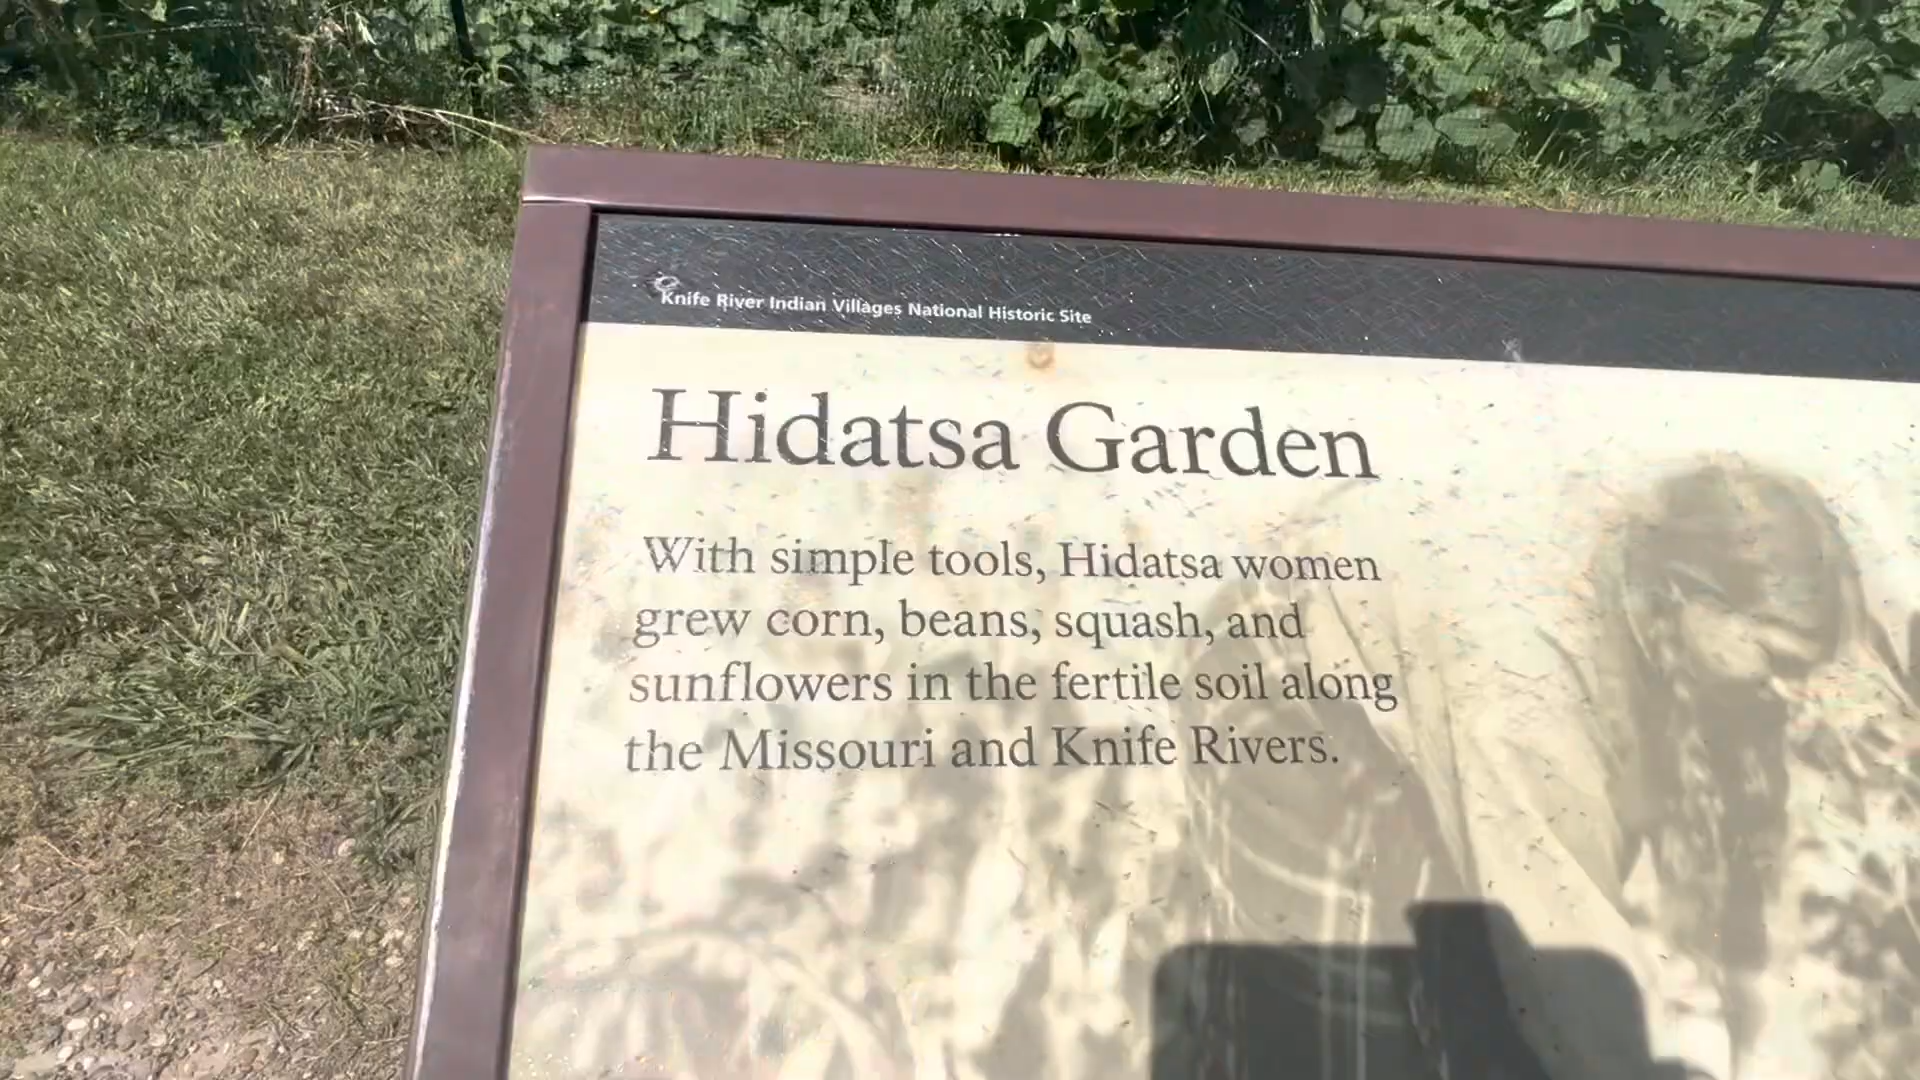 Knife River Indian Villages National Historic Site
Hidatsa Garden
With simple tools, Hidatsa women
grew corn, beans, squash, and
sunflowers in the fertile soil along
the Missouri and Knife Rivers.